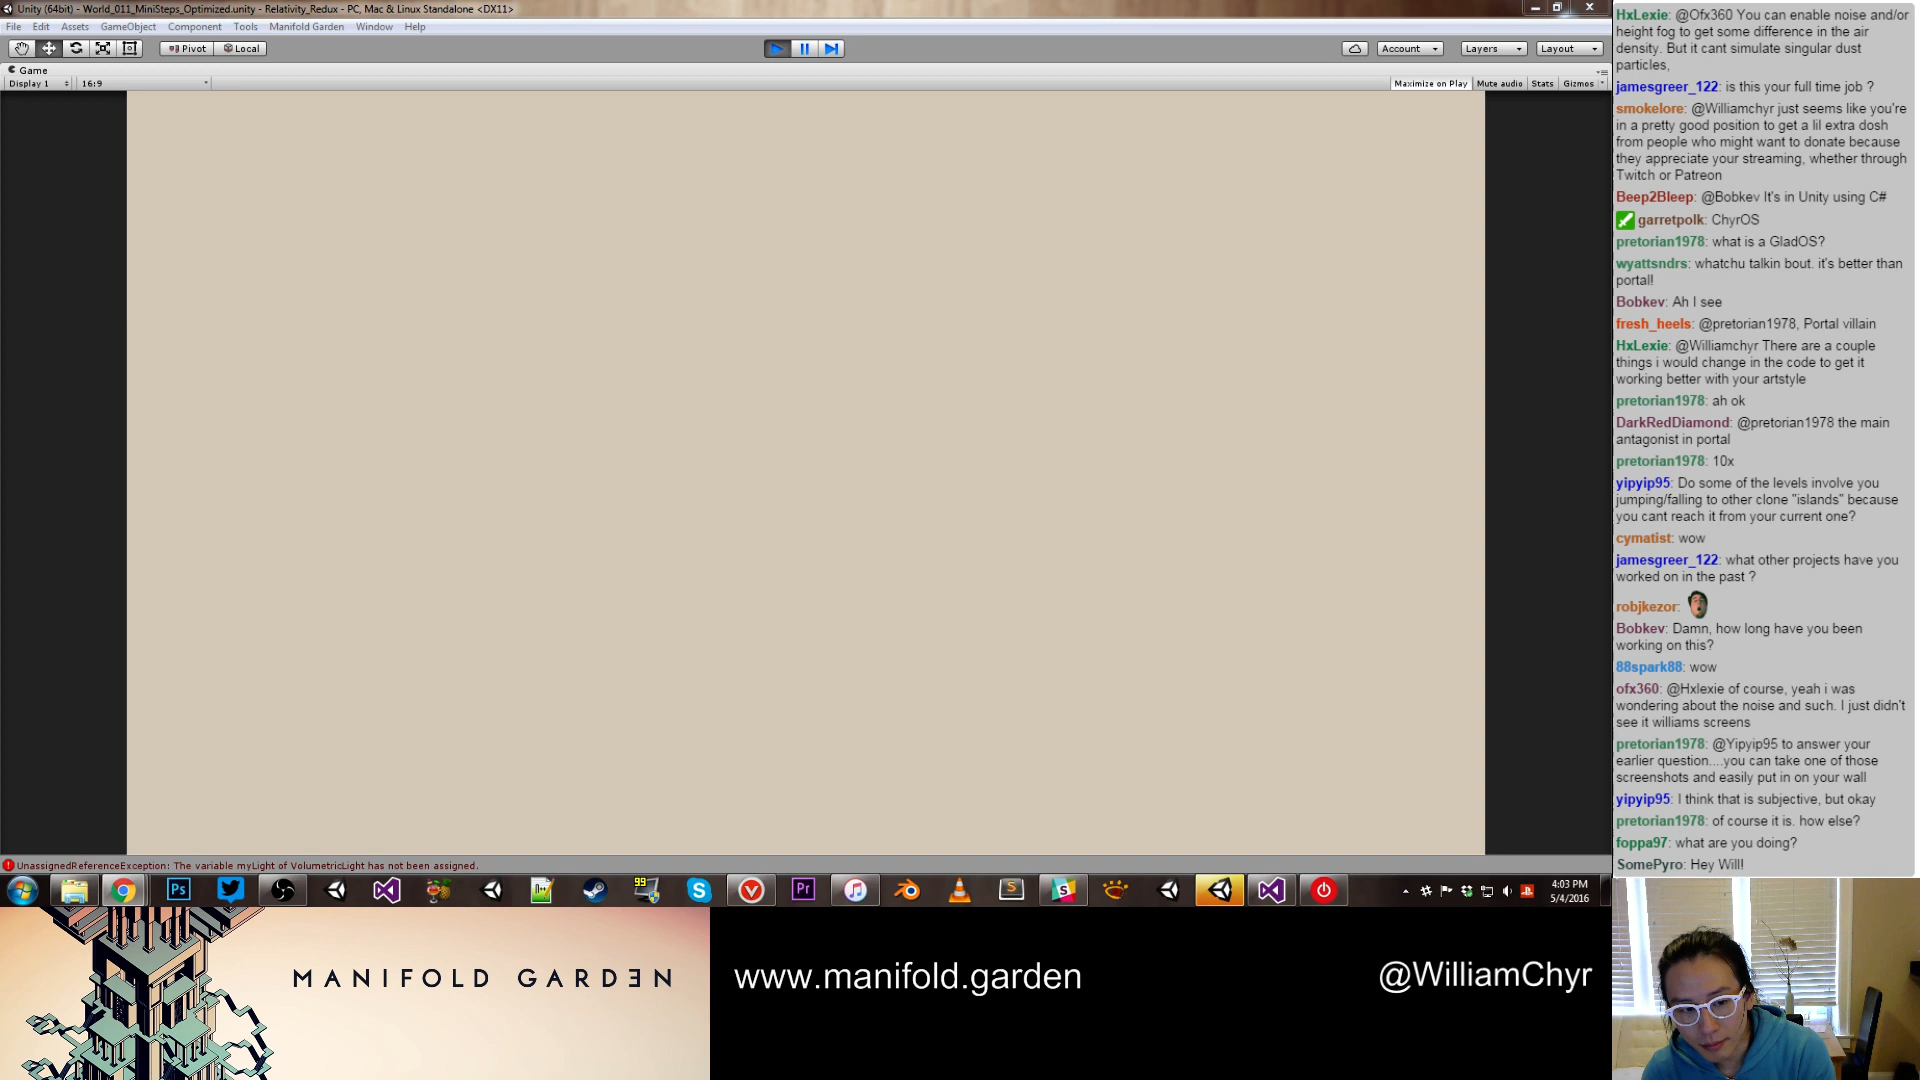 Unity (64bit) - World_011_MiniSteps_Optimized.unity - Relativity_Redux - PC, Mac & Linux Standalone <DX11>
File Edit Assets GameObject Component Tools Manifold Garden Window Help
Pivot Local
Account Layers Layout
Game
Display 1 16:9
Maximize on Play Mute audio Stats Gizmos
UnassignedReferenceException: The variable myLight of VolumetricLight has not been assigned.
Ps
99
Pr
S
4:03 PM
5/4/2016
MANIFOLD GARDEN
www.manifold.garden
@WilliamChyr
HxLexie: @Ofx360 You can enable noise and/or
height fog to get some difference in the air
density. But it cant simulate singular dust
particles,
jamesgreer_122: is this your full time job ?
smokelore: @Williamchyr just seems like you're
in a pretty good position to get a lil extra dosh
from people who might want to donate because
they appreciate your streaming, whether through
Twitch or Patreon
Beep2Bleep: @Bobkev It's in Unity using C#
garretpolk: ChyrOS
pretorian1978: what is a GladOS?
wyattsndrs: whatchu talkin bout. it's better than
portal!
Bobkev: Ah I see
fresh_heels: @pretorian1978, Portal villain
HxLexie: @Williamchyr There are a couple
things i would change in the code to get it
working better with your artstyle
pretorian1978: ah ok
DarkRedDiamond: @pretorian1978 the main
antagonist in portal
pretorian1978: 10x
yipyip95: Do some of the levels involve you
jumping/falling to other clone "islands" because
you cant reach it from your current one?
cymatist: wow
jamesgreer_122: what other projects have you
worked on in the past ?
robjkezor:
Bobkev: Damn, how long have you been
working on this?
88spark88: wow
ofx360: @Hxlexie of course, yeah i was
wondering about the noise and such. I just didn't
see it williams screens
pretorian1978: @Yipyip95 to answer your
earlier question....you can take one of those
screenshots and easily put in on your wall
yipyip95: I think that is subjective, but okay
pretorian1978: of course it is. how else?
foppa97: what are you doing?
SomePyro: Hey Will!